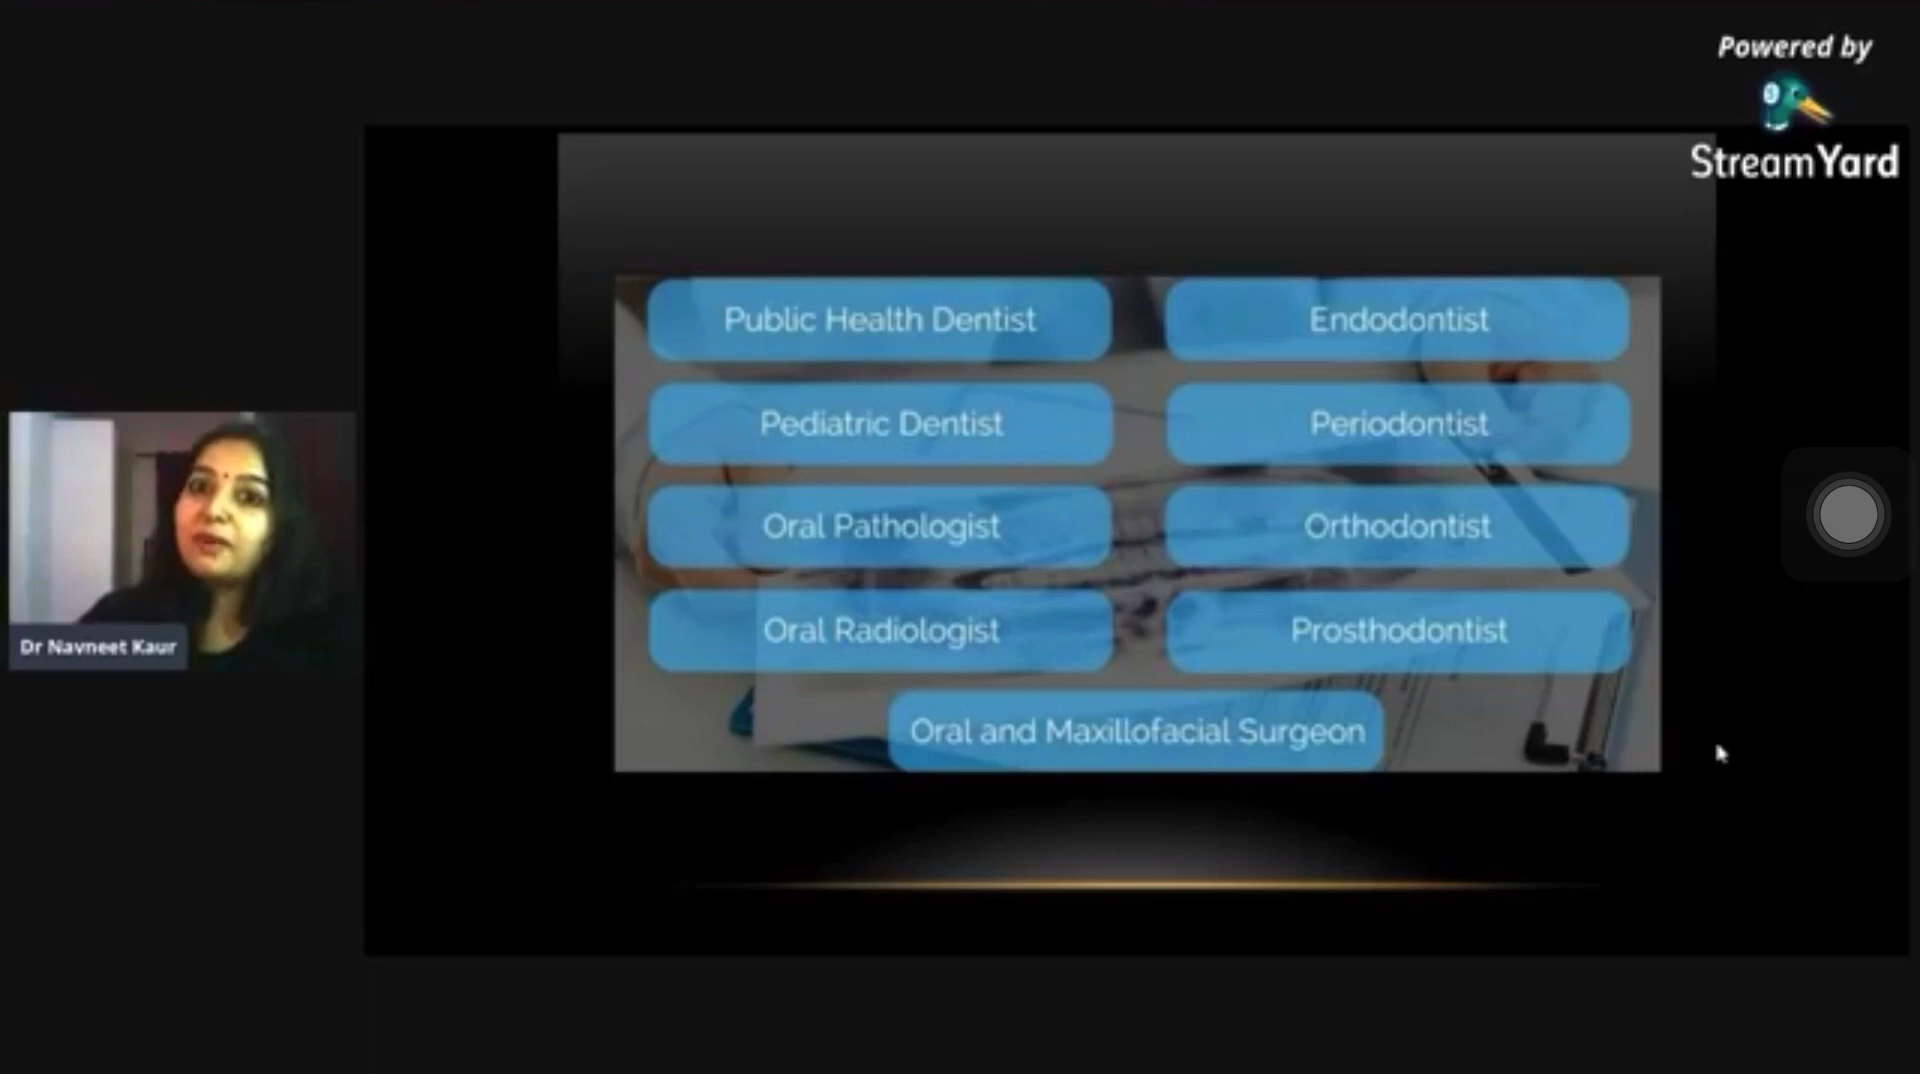 Powered by
StreamYard
Public Health Dentist
Endodontist
Pediatric Dentist
Periodontist
Oral Pathologist
Orthodontist
Oral Radiologist
Prosthodontist
Oral and Maxillofacial Surgeon
Dr Navneet Kaur